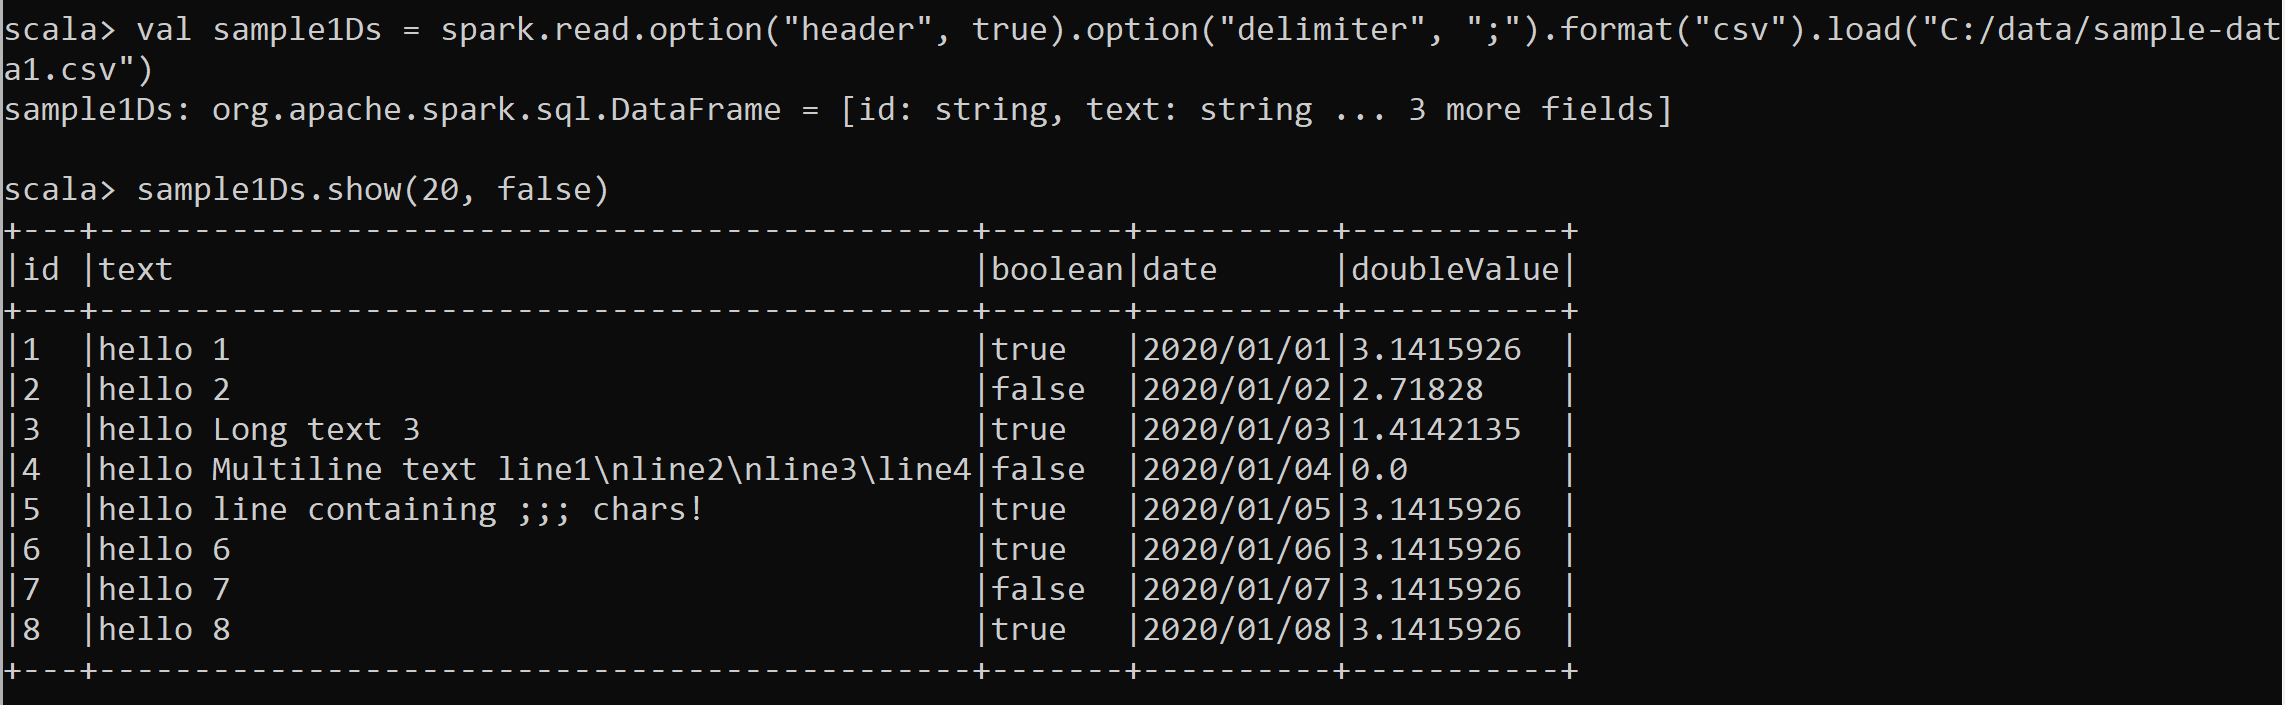 scala> val sample1Ds = spark.read.option("header", true).option("delimiter", ";").format("csv").load("C:/data/sample-dat
a1.csv")
sample1Ds: org.apache.spark.sql.DataFrame = [id: string, text: string ... 3 more fields]
scala> sample1Ds.show(20, false)
+---+----------------------------------------------+-------+----------+-----------+
|id |text                                          |boolean|date      |doubleValue|
+---+----------------------------------------------+-------+----------+-----------+
|1  |hello 1                                       |true   |2020/01/01|3.1415926  |
|2  |hello 2                                       |false  |2020/01/02|2.71828    |
|3  |hello Long text 3                             |true   |2020/01/03|1.4142135  |
|4  |hello Multiline text line1\nline2\nline3\line4|false  |2020/01/04|0.0        |
|5  |hello line containing ;;; chars!              |true   |2020/01/05|3.1415926  |
|6  |hello 6                                       |true   |2020/01/06|3.1415926  |
|7  |hello 7                                       |false  |2020/01/07|3.1415926  |
|8  |hello 8                                       |true   |2020/01/08|3.1415926  |
+---+----------------------------------------------+-------+----------+-----------+